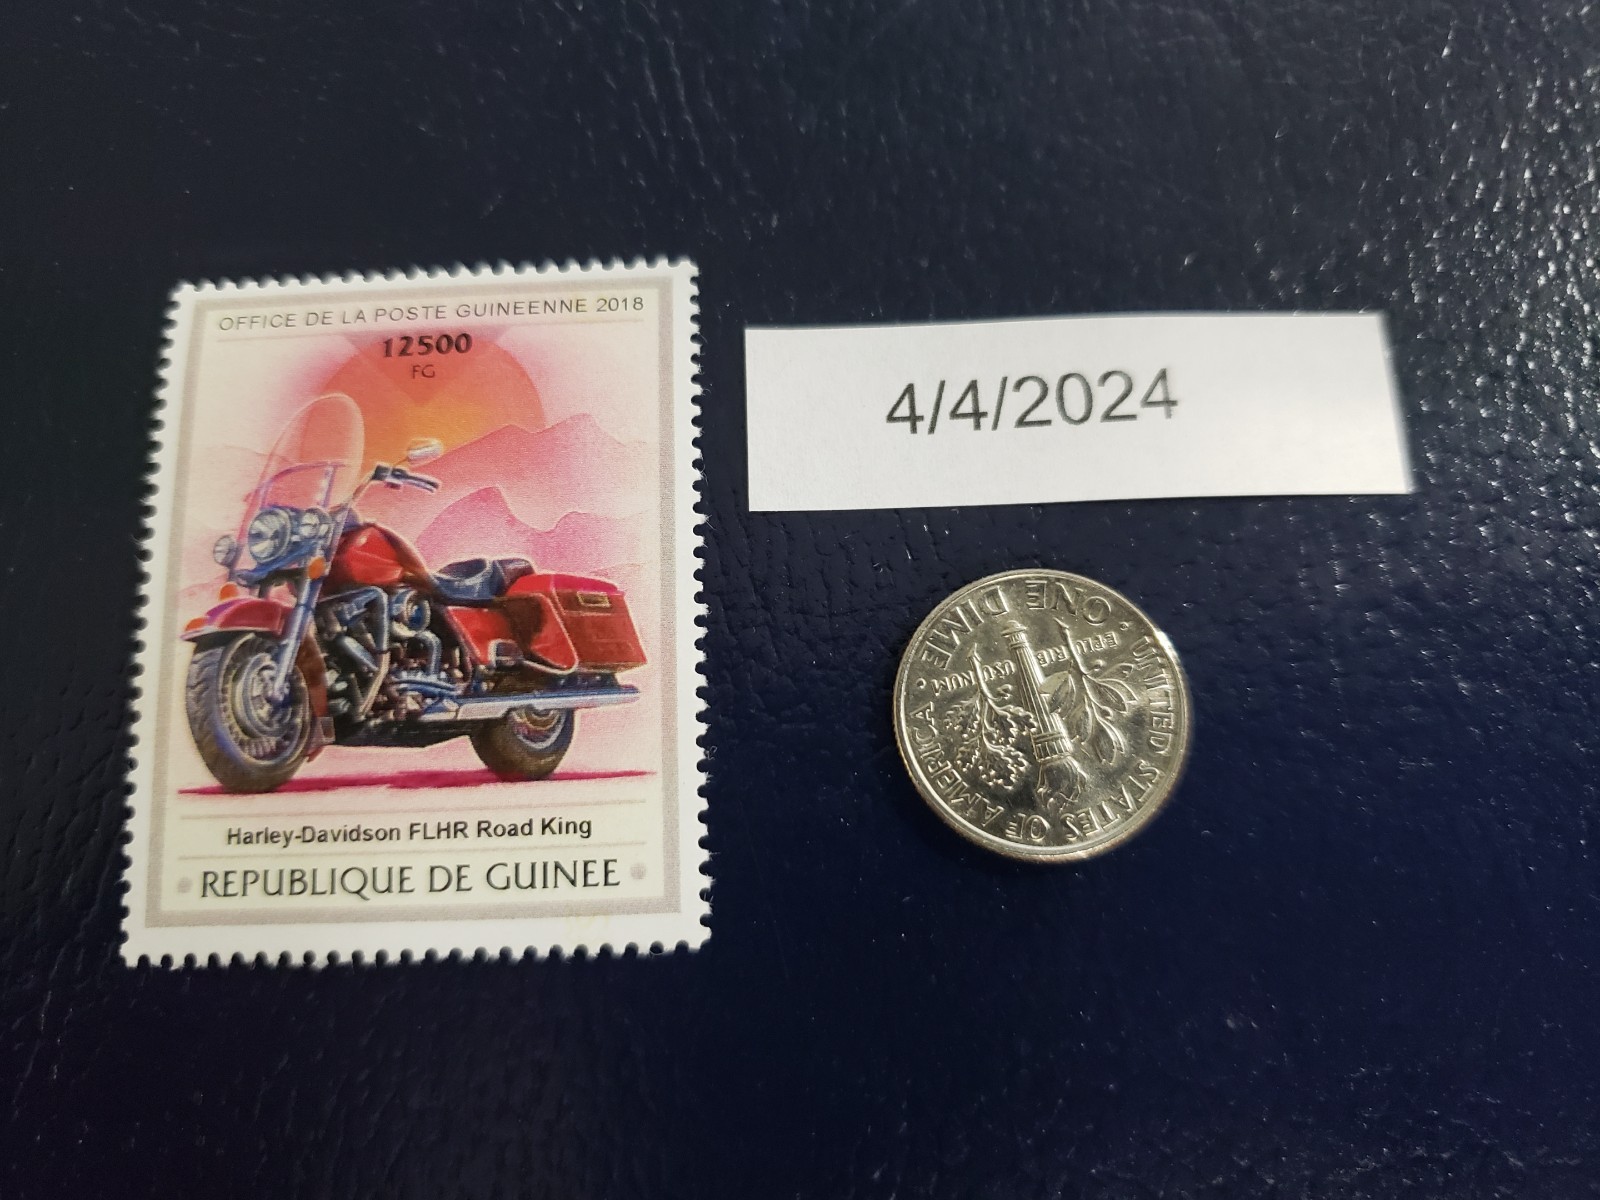 OFFICE DE LA POSTE GUINEENNE 2018
12500
FG
Harley-Davidson FLHR Road King
REPUBLIQUE DE GUINEE
4/4/2024
UNITED STATES OF AMERICA
• ONE DIME •
E PLURIBUS UNUM